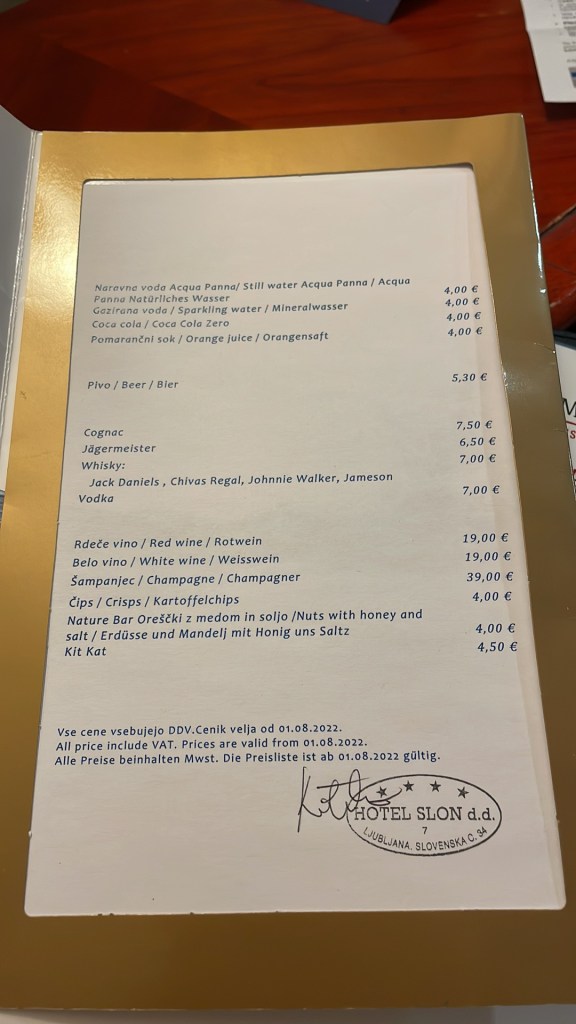 Naravna voda Acqua Panna/ Still water Acqua Panna / Acqua
Panna Natürliches Wasser 4,00 €
Gazirana voda / Sparkling water / Mineralwasser 4,00 €
Coca cola / Coca Cola Zero 4,00 €
Pomarančni sok / Orange juice / Orangensaft 4,00 €
Pivo / Beer / Bier 5,30 €
Cognac 7,50 €
Jägermeister 6,50 €
Whisky: 7,00 €
Jack Daniels , Chivas Regal, Johnnie Walker, Jameson
Vodka 7,00 €
Rdeče vino / Red wine / Rotwein 19,00 €
Belo vino / White wine / Weisswein 19,00 €
Šampanjec / Champagne / Champagner 39,00 €
Čips / Crisps / Kartoffelchips 4,00 €
Nature Bar Oreščki z medom in soljo /Nuts with honey and
salt / Erdüsse und Mandelj mit Honig uns Saltz 4,00 €
Kit Kat 4,50 €
Vse cene vsebujejo DDV.Cenik velja od 01.08.2022.
All price include VAT. Prices are valid from 01.08.2022.
Alle Preise beinhalten Mwst. Die Preisliste ist ab 01.08.2022 gültig.
HOTEL SLON d.d.
7
LJUBLJANA, SLOVENSKA C. 34